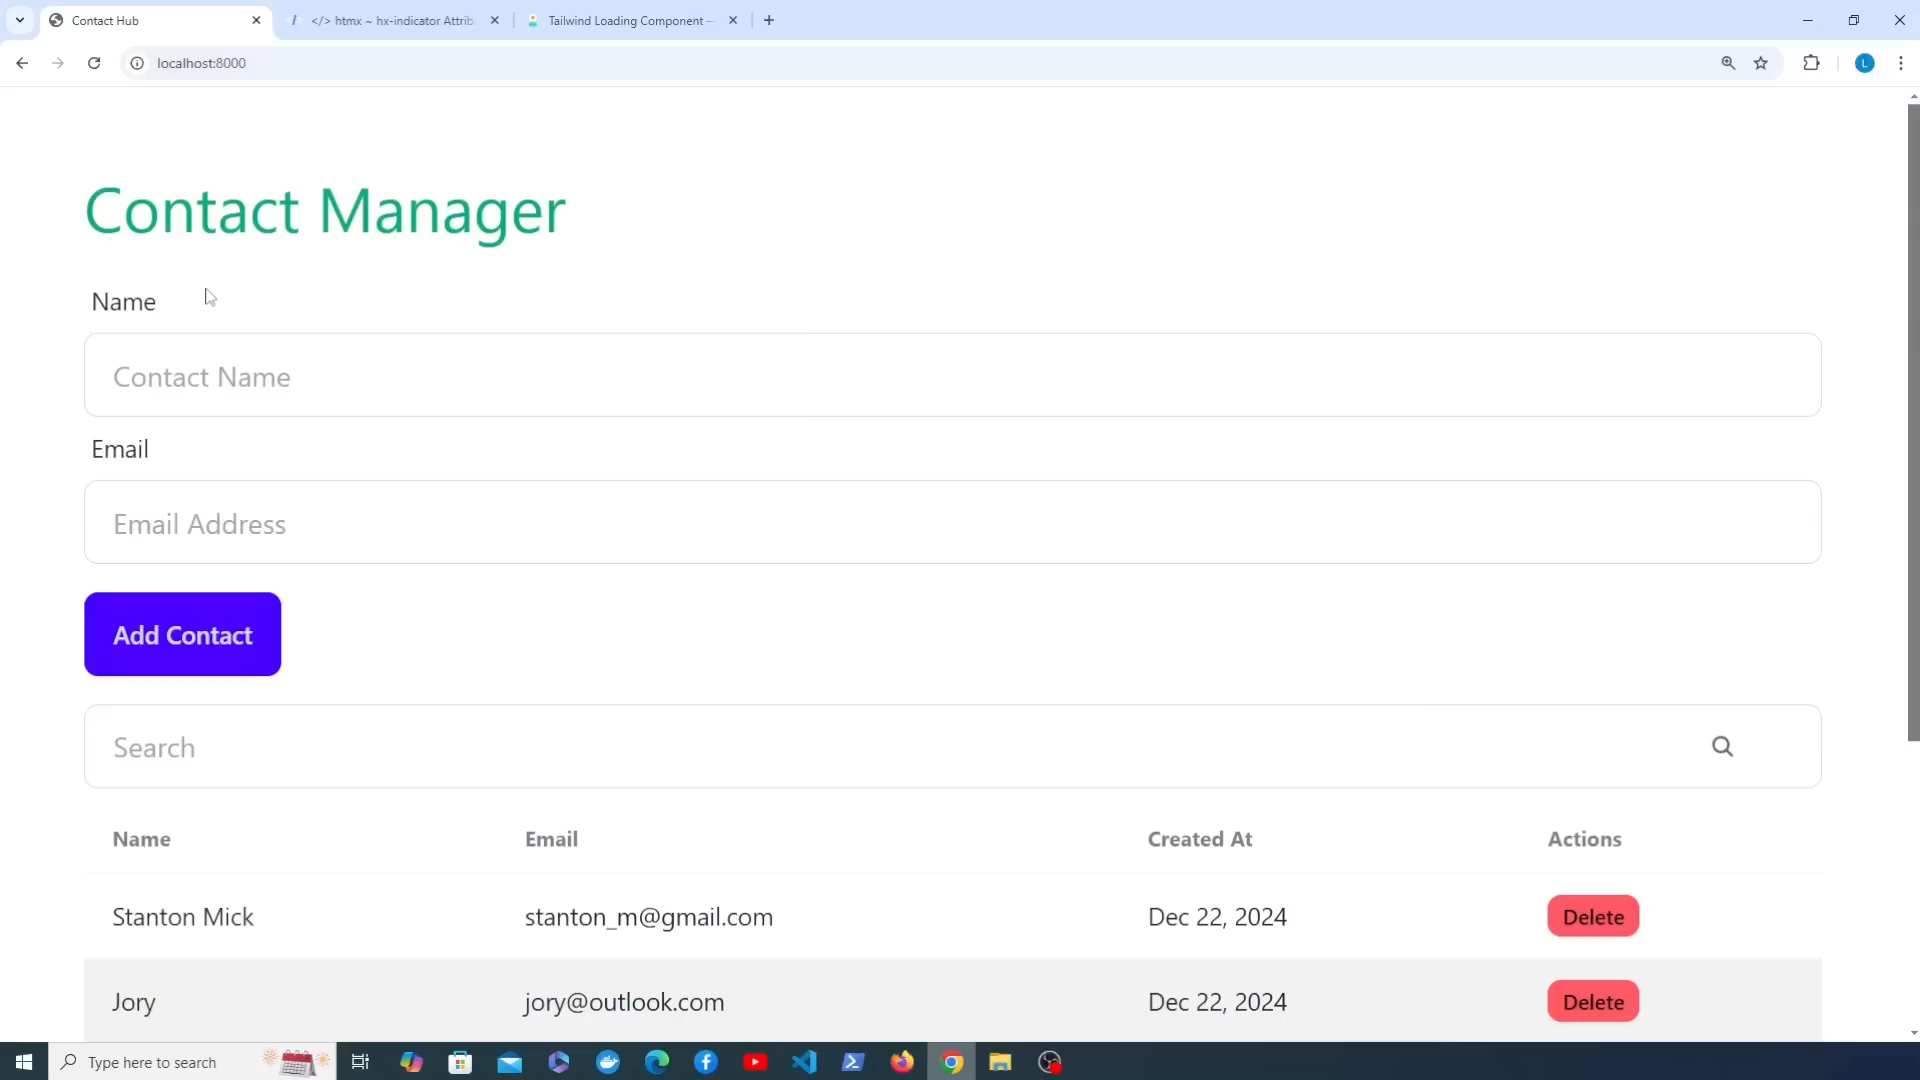 Contact Hub
</> htmx ~ hx-indicator Attrib
Tailwind Loading Component –
localhost:8000
L
Contact Manager
Name
Contact Name
Email
Email Address
Add Contact
Search
Name Email Created At Actions
Stanton Mick stanton_m@gmail.com Dec 22, 2024 Delete
Jory jory@outlook.com Dec 22, 2024 Delete
Type here to search